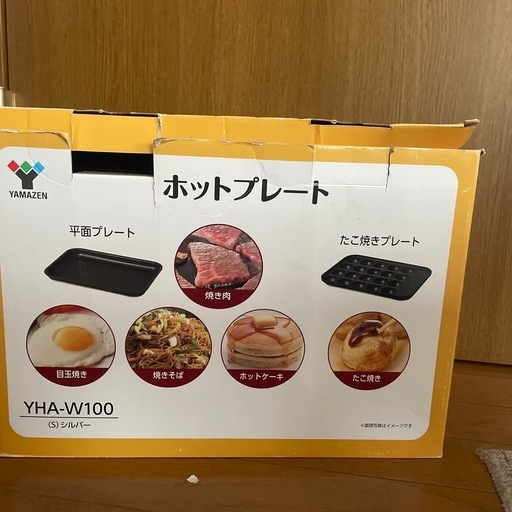 YAMAZEN
ホットプレート
平面プレート
たこ焼きプレート
焼き肉
目玉焼き
焼きそば
ホットケーキ
たこ焼き
YHA-W100
(S) シルバー
※調理写真はイメージです